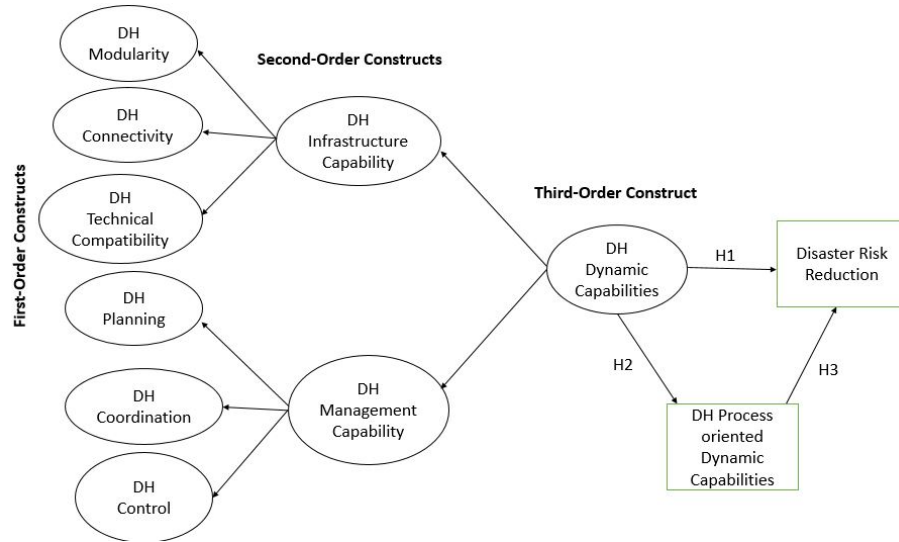 DH
Modularity
Second-Order Constructs
DH
Connectivity
DH
Infrastructure
Capability
First-Order Constructs
DH
Technical
Compatibility
Third-Order Construct
DH
Dynamic
Capabilities
H1
Disaster Risk
Reduction
DH
Planning
H2
H3
DH
Coordination
DH
Management
Capability
DH Process
oriented
Dynamic
Capabilities
DH
Control